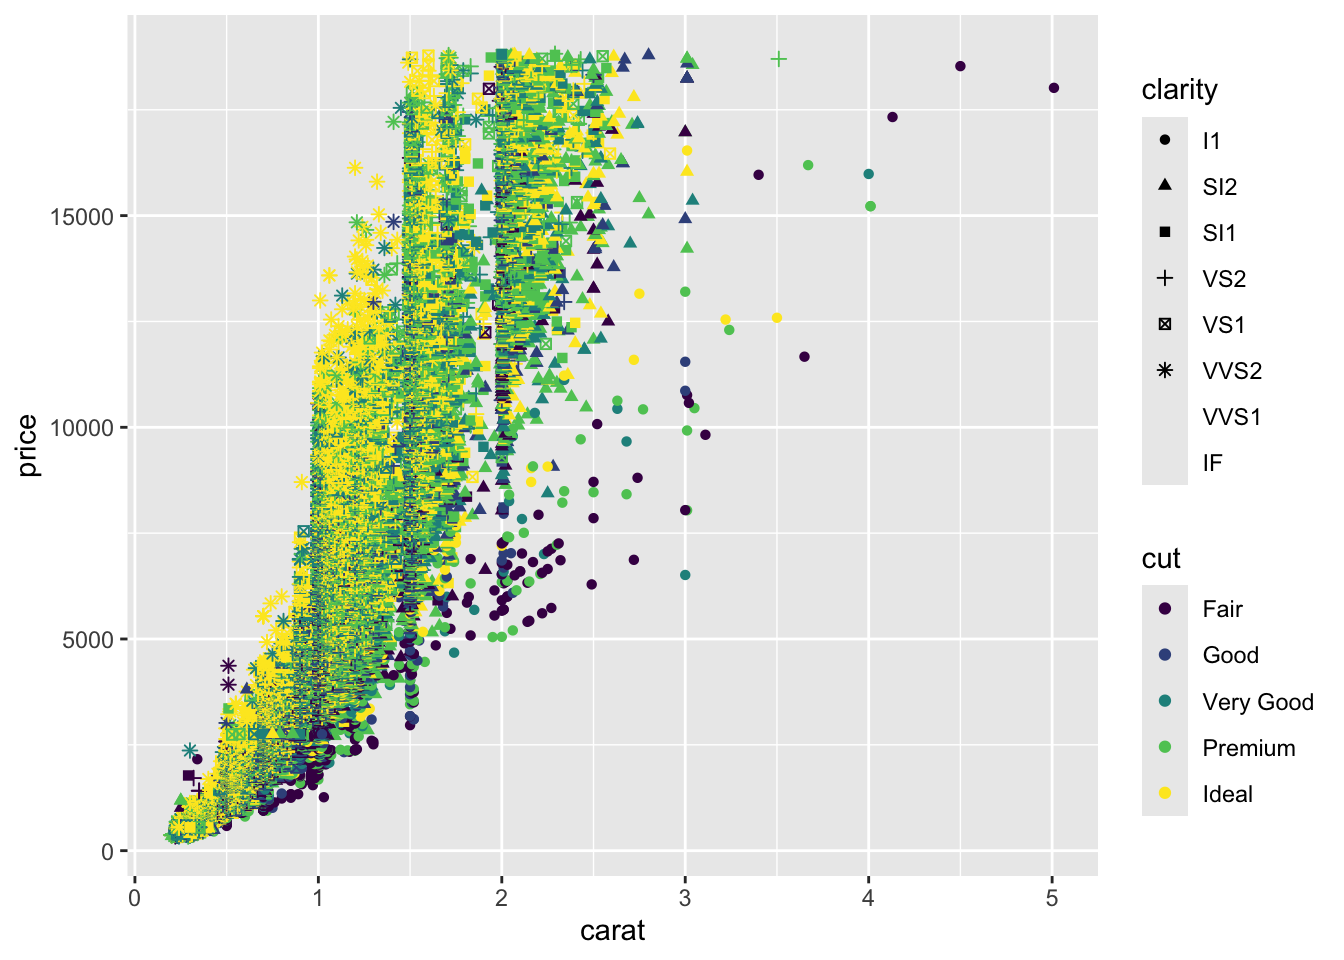 clarity
I1
SI2
SI1
VS2
VS1
VVS2
VVS1
IF
cut
Fair
Good
Very Good
Premium
Ideal
price
15000
10000
5000
0
0 1 2 3 4 5
carat